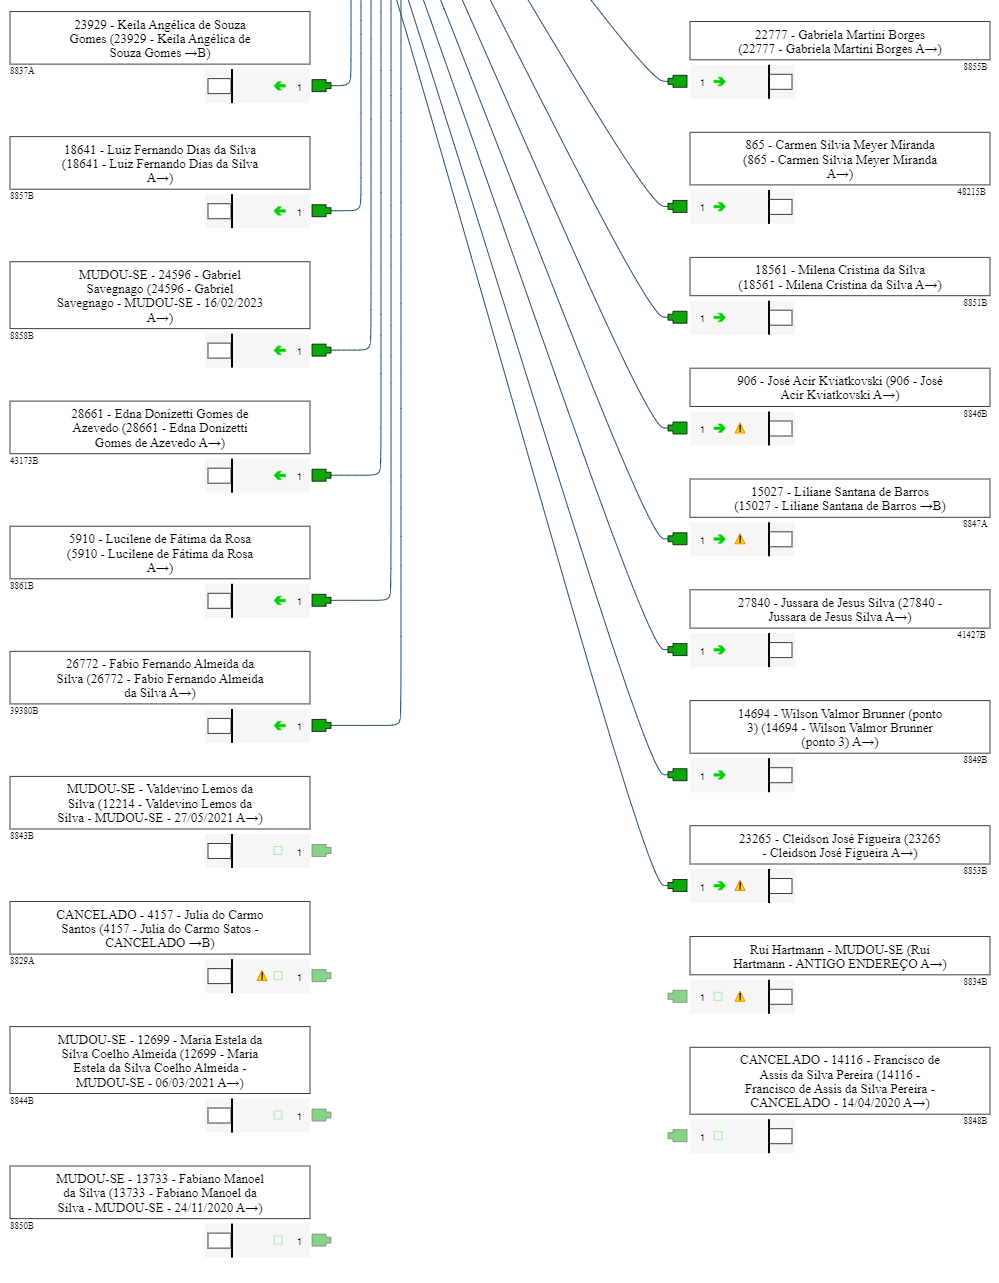 23929 - Keila Angélica de Souza
Gomes (23929 - Keila Angélica de
Souza Gomes →B)
8837A
1
18641 - Luiz Fernando Dias da Silva
(18641 - Luiz Fernando Dias da Silva
A→)
8857B
1
MUDOU-SE - 24596 - Gabriel
Savegnago (24596 - Gabriel
Savegnago - MUDOU-SE - 16/02/2023
A→)
8858B
1
28661 - Edna Donizetti Gomes de
Azevedo (28661 - Edna Donizetti
Gomes de Azevedo A→)
43173B
1
5910 - Lucilene de Fátima da Rosa
(5910 - Lucilene de Fátima da Rosa
A→)
8861B
1
26772 - Fabio Fernando Almeida da
Silva (26772 - Fabio Fernando Almeida
da Silva A→)
39380B
1
MUDOU-SE - Valdevino Lemos da
Silva (12214 - Valdevino Lemos da
Silva - MUDOU-SE - 27/05/2021 A→)
8843B
1
CANCELADO - 4157 - Julia do Carmo
Santos (4157 - Julia do Carmo Satos -
CANCELADO →B)
8829A
1
MUDOU-SE - 12699 - Maria Estela da
Silva Coelho Almeida (12699 - Maria
Estela da Silva Coelho Almeida -
MUDOU-SE - 06/03/2021 A→)
8844B
1
MUDOU-SE - 13733 - Fabiano Manoel
da Silva (13733 - Fabiano Manoel da
Silva - MUDOU-SE - 24/11/2020 A→)
8850B
1
22777 - Gabriela Martini Borges
(22777 - Gabriela Martini Borges A→)
8855B
1
865 - Carmen Silvia Meyer Miranda
(865 - Carmen Silvia Meyer Miranda
A→)
48215B
1
18561 - Milena Cristina da Silva
(18561 - Milena Cristina da Silva A→)
8851B
1
906 - José Acir Kviatkovski (906 - José
Acir Kviatkovski A→)
8846B
1
15027 - Liliane Santana de Barros
(15027 - Liliane Santana de Barros →B)
8847A
1
27840 - Jussara de Jesus Silva (27840 -
Jussara de Jesus Silva A→)
41427B
1
14694 - Wilson Valmor Brunner (ponto
3) (14694 - Wilson Valmor Brunner
(ponto 3) A→)
8849B
1
23265 - Cleidson José Figueira (23265
- Cleidson José Figueira A→)
8853B
1
Rui Hartmann - MUDOU-SE (Rui
Hartmann - ANTIGO ENDEREÇO A→)
8834B
1
CANCELADO - 14116 - Francisco de
Assis da Silva Pereira (14116 -
Francisco de Assis da Silva Pereira -
CANCELADO - 14/04/2020 A→)
8848B
1